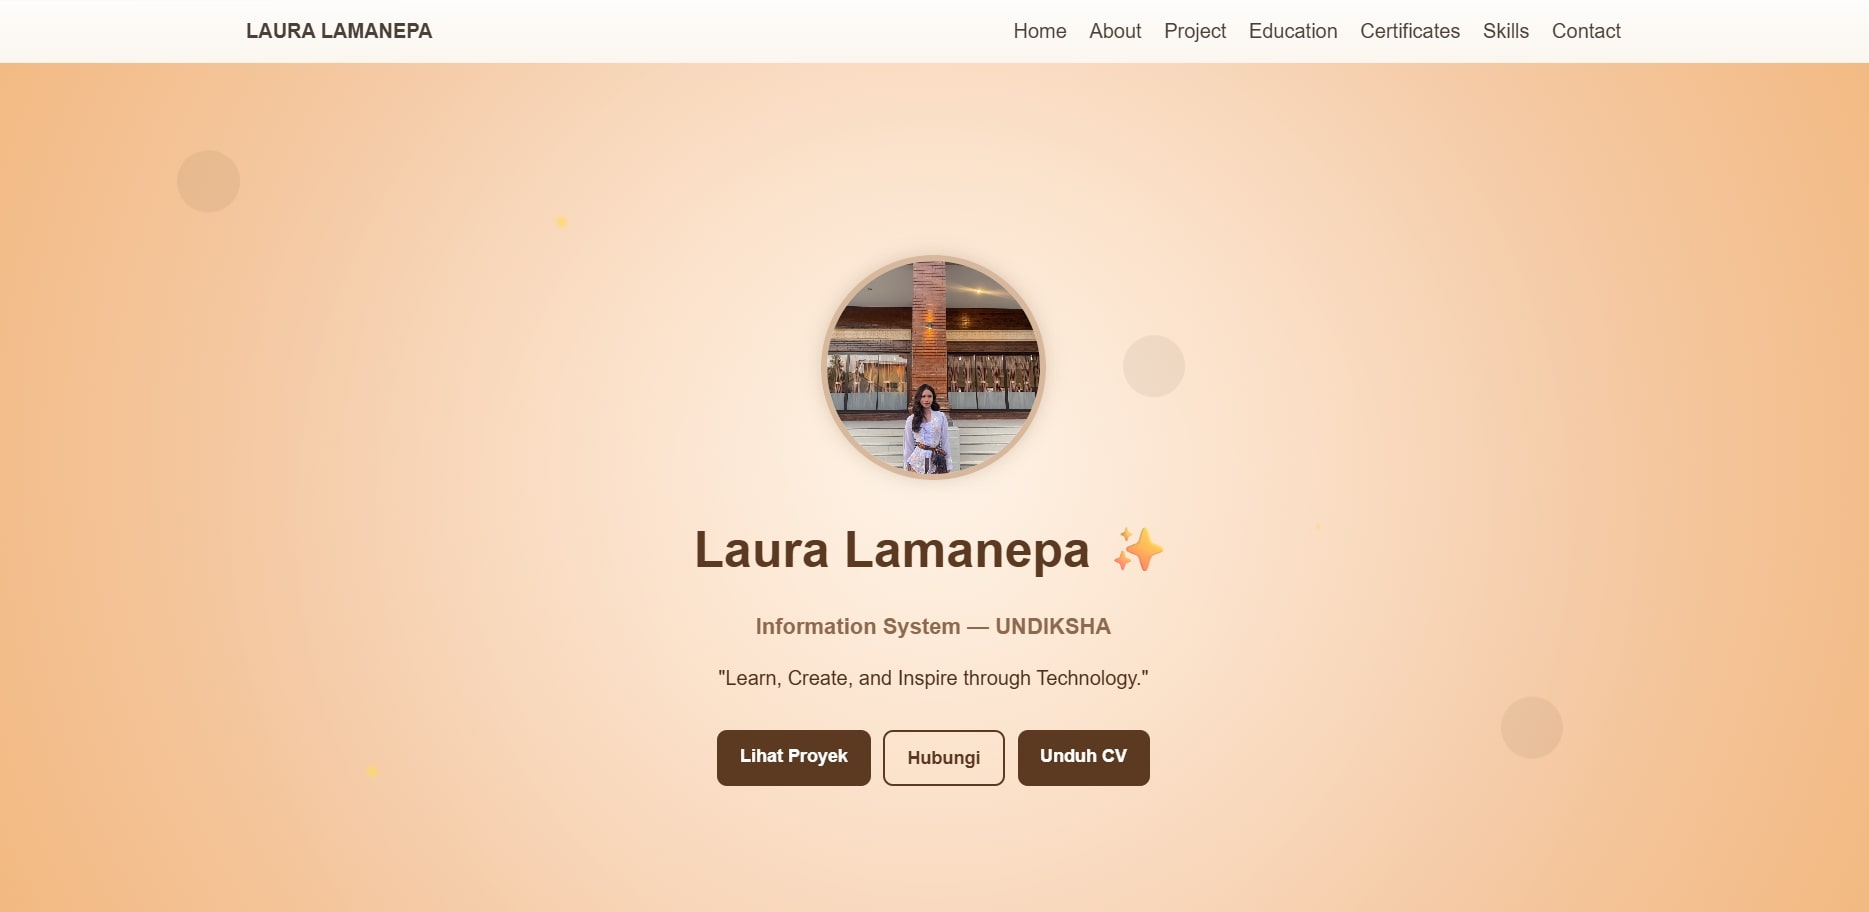 LAURA LAMANEPA
Home About Project Education Certificates Skills Contact
Laura Lamanepa ✨
Information System — UNDIKSHA
"Learn, Create, and Inspire through Technology."
Lihat Proyek
Hubungi
Unduh CV